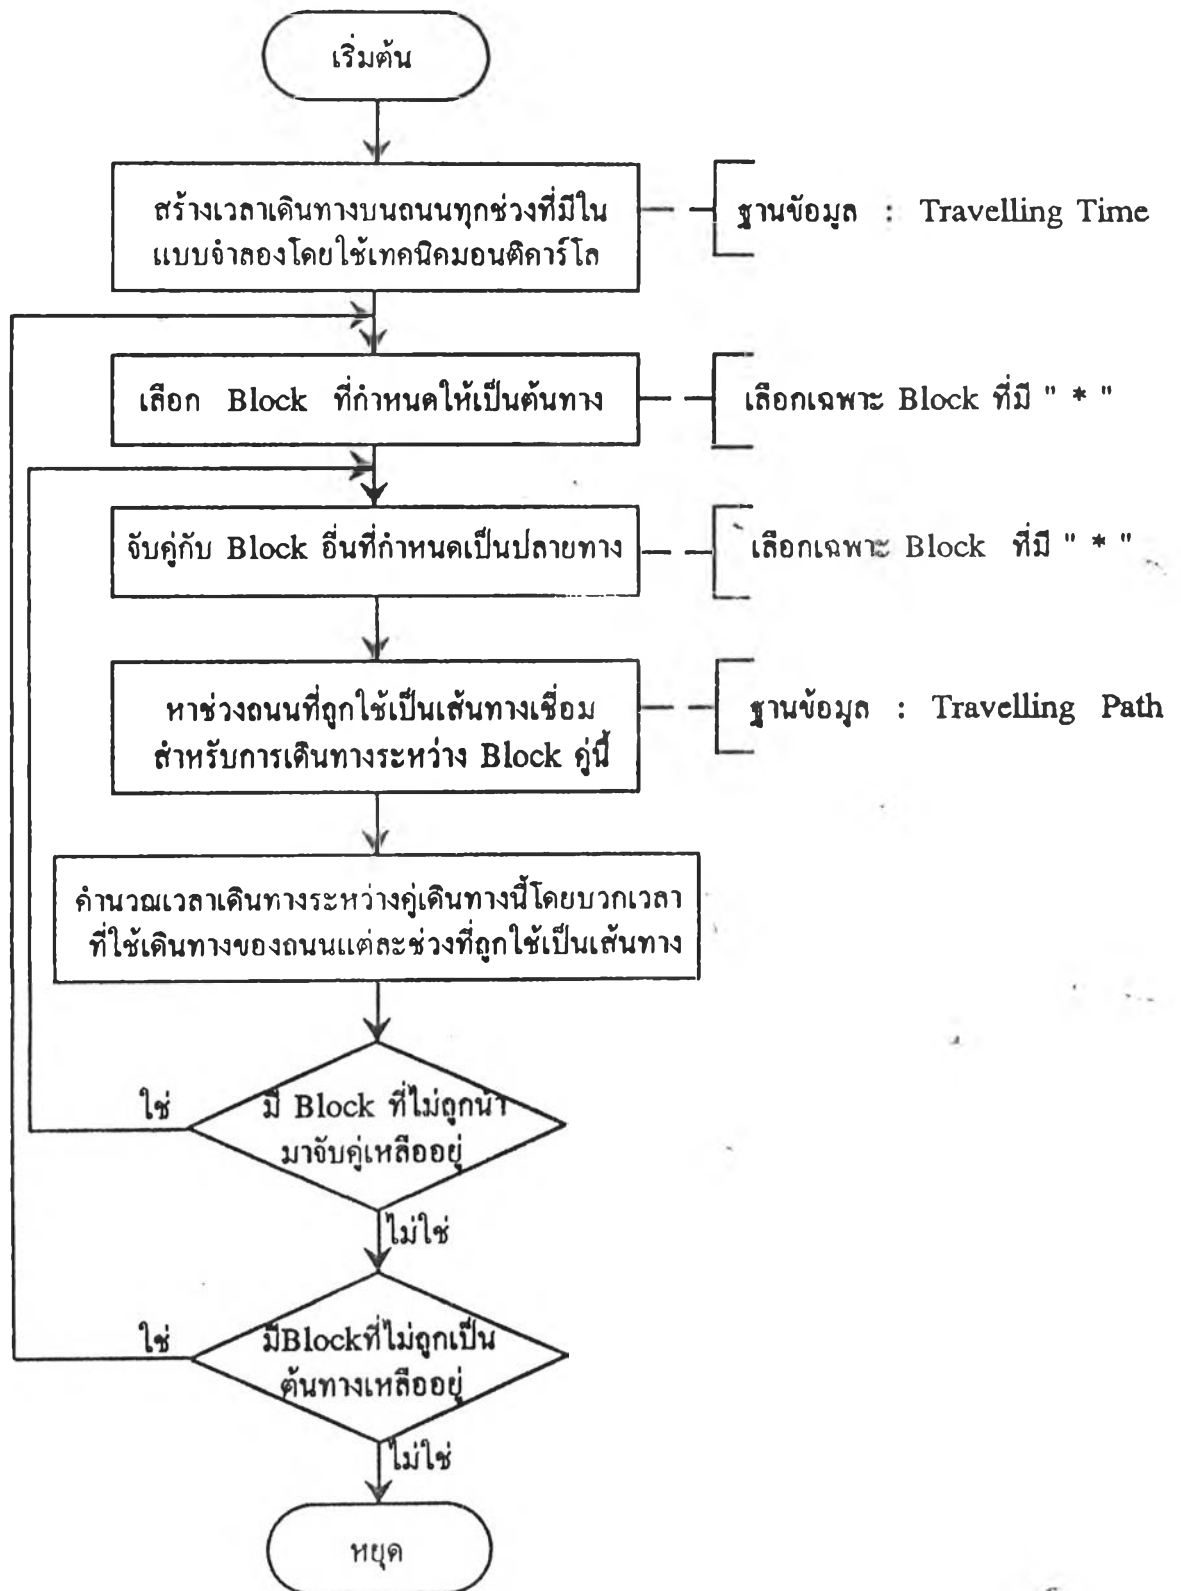 เริ่มต้น
สร้างเวลาเดินทางบนถนนทุกช่วงที่มีใน
แบบจำลองโดยใช้เทคนิคมอนติคาร์โล
ฐานข้อมูล : Travelling Time
เลือก Block ที่กำหนดให้เป็นต้นทาง
เลือกเฉพาะ Block ที่มี " * "
จับคู่กับ Block อื่นที่กำหนดเป็นปลายทาง
เลือกเฉพาะ Block ที่มี " * "
หาช่วงถนนที่ถูกใช้เป็นเส้นทางเชื่อม
สำหรับการเดินทางระหว่าง Block คู่นี้
ฐานข้อมูล : Travelling Path
คำนวณเวลาเดินทางระหว่างคู่เดินทางนี้โดยบวกเวลา
ที่ใช้เดินทางของถนนแต่ละช่วงที่ถูกใช้เป็นเส้นทาง
ใช่
มี Block ที่ไม่ถูกนำ
มาจับคู่เหลืออยู่
ไม่ใช่
ใช่
มีBlockที่ไม่ถูกเป็น
ต้นทางเหลืออยู่
ไม่ใช่
หยุด